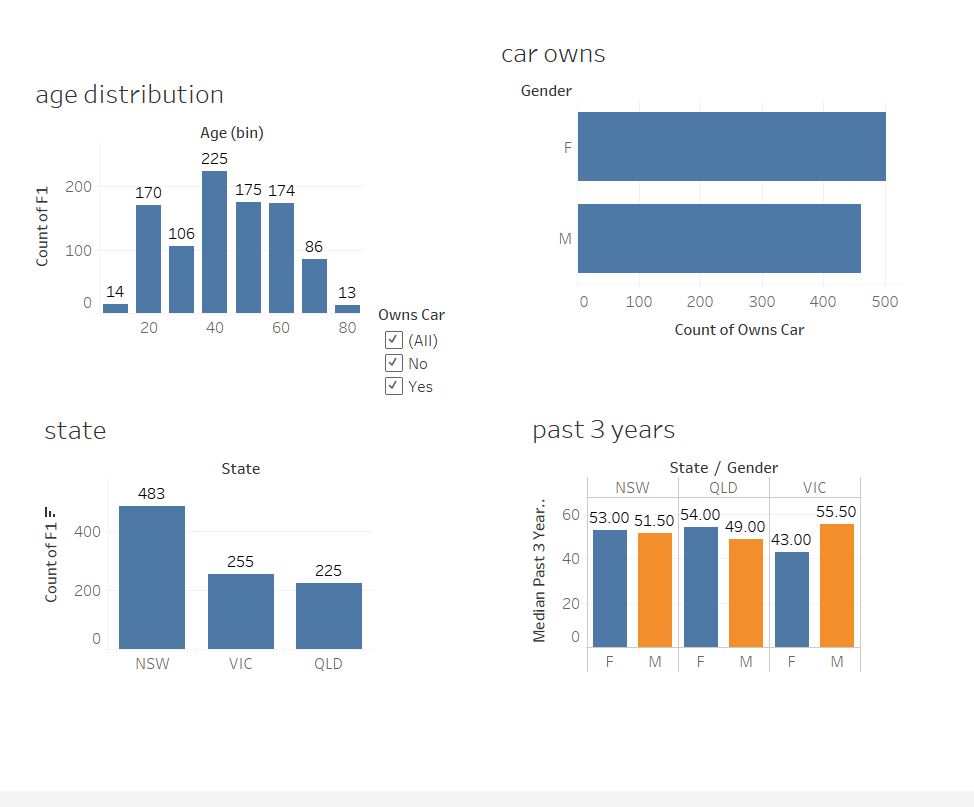 age distribution
Age (bin)
Count of F1
200
100
0
14
170
106
225
175
174
86
13
20
40
60
80
Owns Car
(All)
No
Yes
car owns
Gender
F
M
0
100
200
300
400
500
Count of Owns Car
state
State
Count of F1
400
200
0
483
255
225
NSW
VIC
QLD
past 3 years
State / Gender
NSW
QLD
VIC
Median Past 3 Year..
60
40
20
0
53.00
51.50
54.00
49.00
43.00
55.50
F
M
F
M
F
M